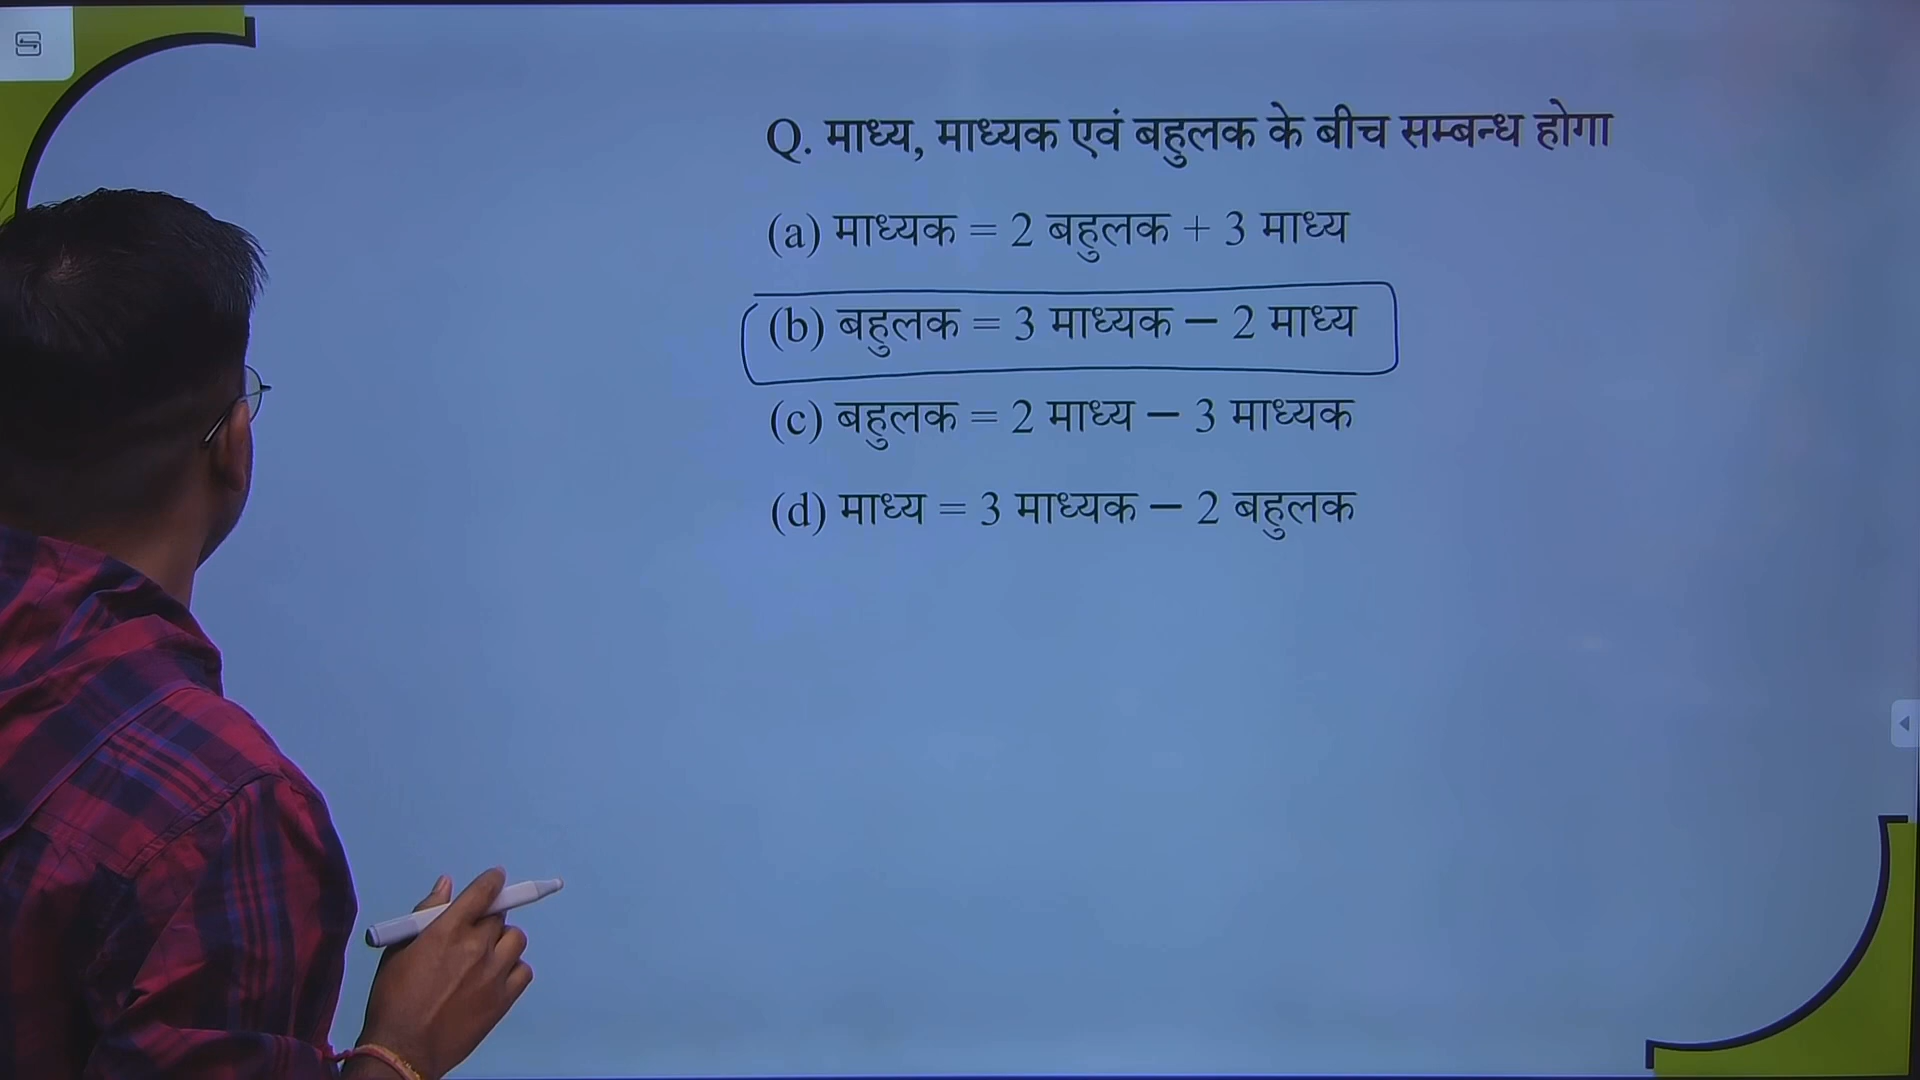 Q. माध्य, माध्यक एवं बहुलक के बीच सम्बन्ध होगा
(a) माध्यक = 2 बहुलक + 3 माध्य
(b) बहुलक = 3 माध्यक – 2 माध्य
(c) बहुलक = 2 माध्य – 3 माध्यक
(d) माध्य = 3 माध्यक – 2 बहुलक